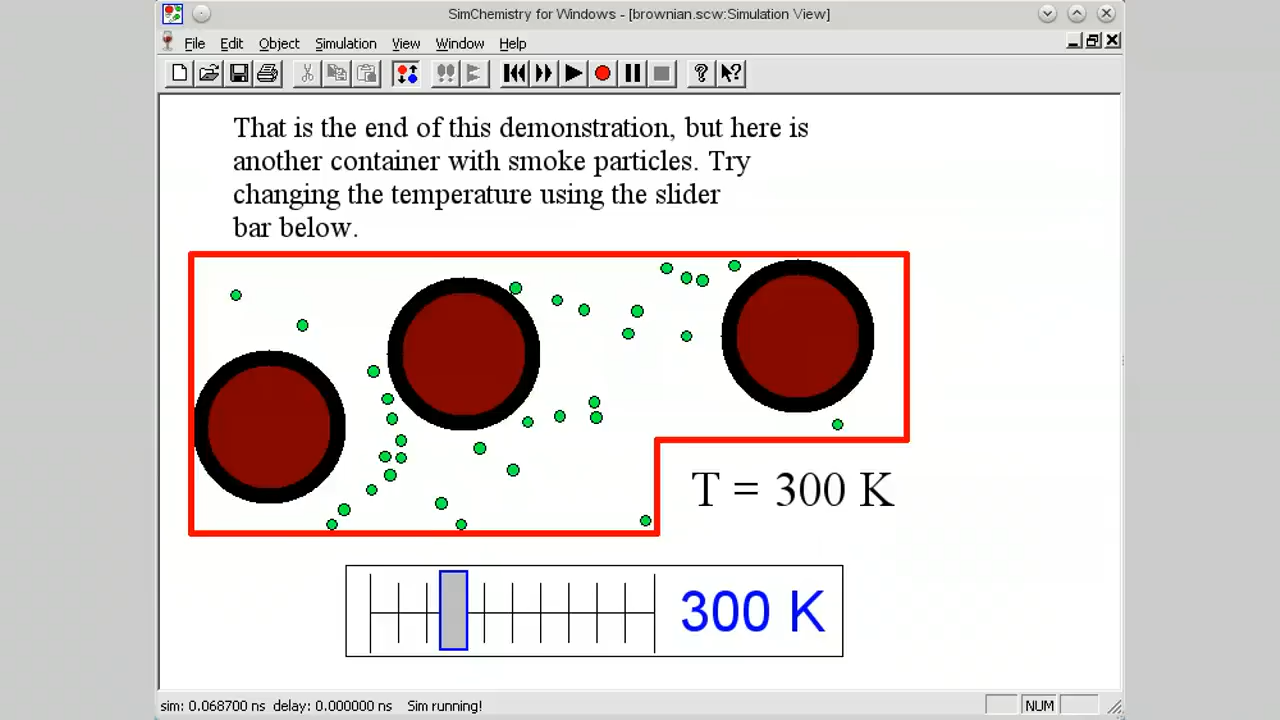 SimChemistry for Windows - [brownian.scw:Simulation View]
File Edit Object Simulation View Window Help
That is the end of this demonstration, but here is
another container with smoke particles. Try
changing the temperature using the slider
bar below.
T = 300 K
300 K
sim: 0.068700 ns delay: 0.000000 ns Sim running!
NUM